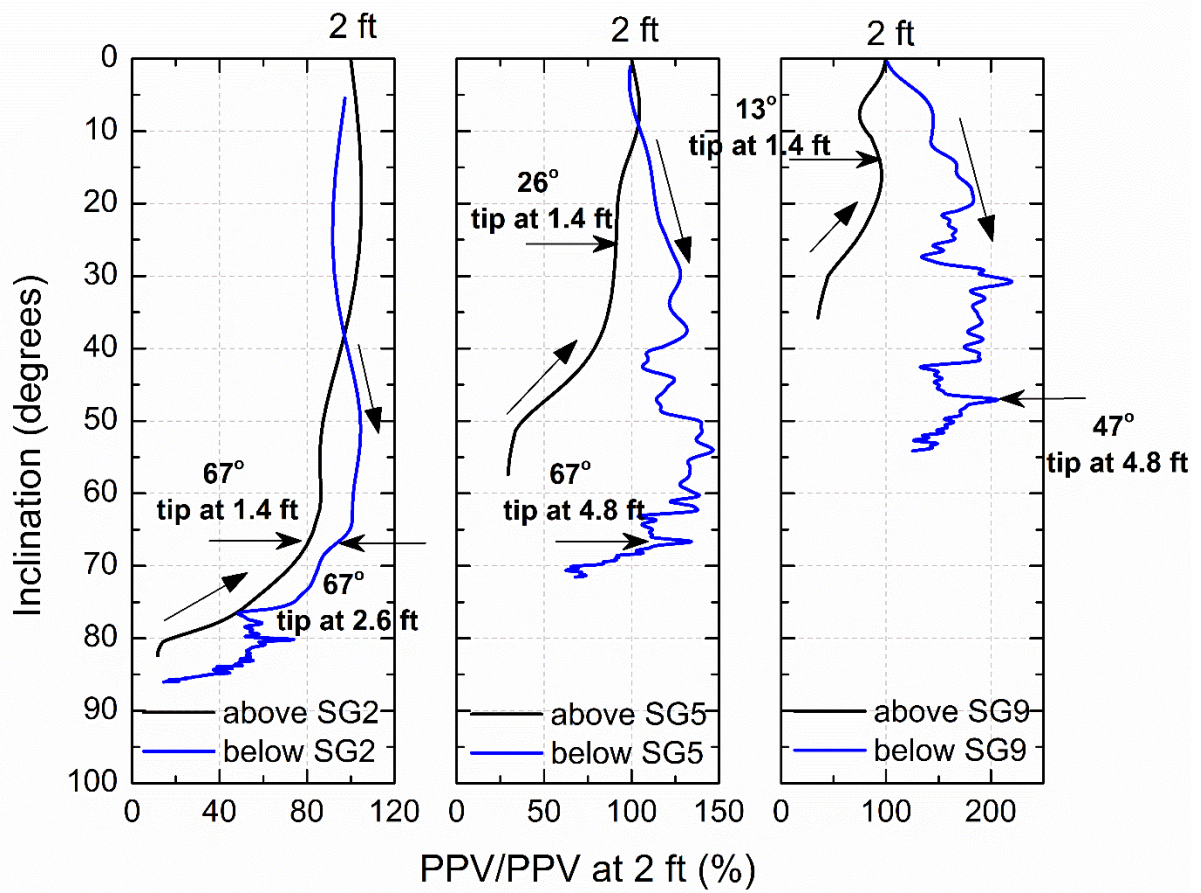 2 ft
2 ft
2 ft
0
10
20
30
40
50
60
70
80
90
100
Inclination (degrees)
67°
tip at 1.4 ft
67°
tip at 2.6 ft
above SG2
below SG2
0
40
80
120
26°
tip at 1.4 ft
67°
tip at 4.8 ft
above SG5
below SG5
0
50
100
150
13°
tip at 1.4 ft
47°
tip at 4.8 ft
above SG9
below SG9
0
100
200
PPV/PPV at 2 ft (%)